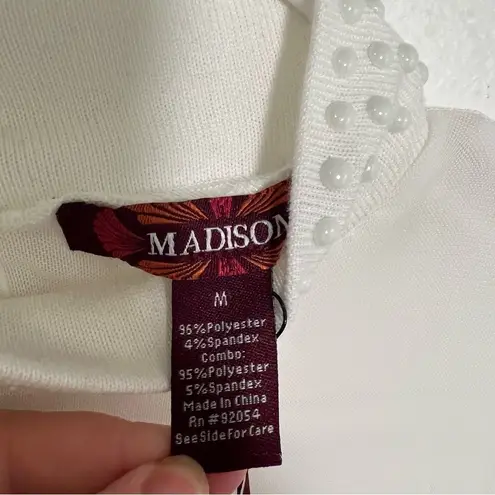 MADISON
M
96%Polyester
4%Spandex
Combo:
95%Polyester
5%Spandex
Made In China
Rn #92054
See Side For Care